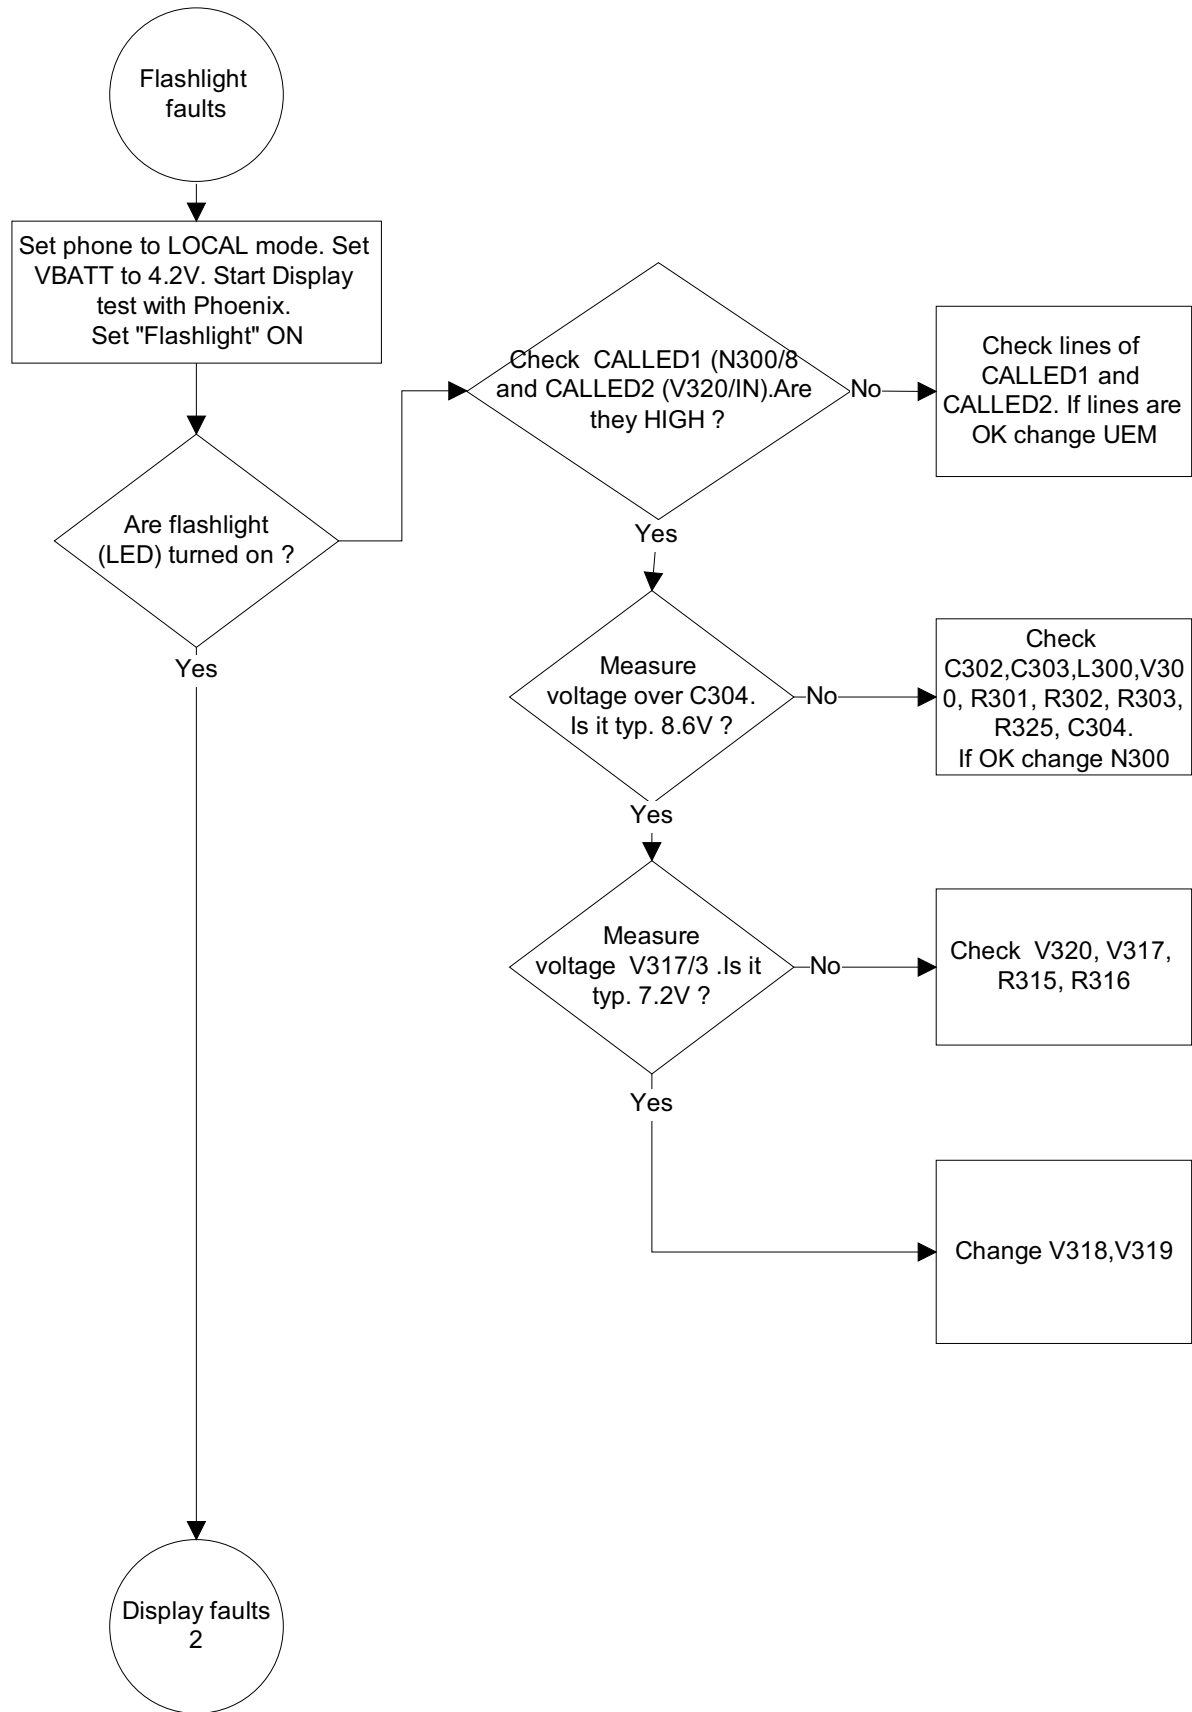 Flashlight
faults
Set phone to LOCAL mode. Set
VBATT to 4.2V. Start Display
test with Phoenix.
Set "Flashlight" ON
Are flashlight
(LED) turned on ?
Yes
Check CALLED1 (N300/8
and CALLED2 (V320/IN).Are
they HIGH ?
No
Check lines of
CALLED1 and
CALLED2. If lines are
OK change UEM
Yes
Measure
voltage over C304.
Is it typ. 8.6V ?
No
Check
C302,C303,L300,V30
0, R301, R302, R303,
R325, C304.
If OK change N300
Yes
Measure
voltage V317/3 .Is it
typ. 7.2V ?
No
Check V320, V317,
R315, R316
Yes
Change V318,V319
Display faults
2